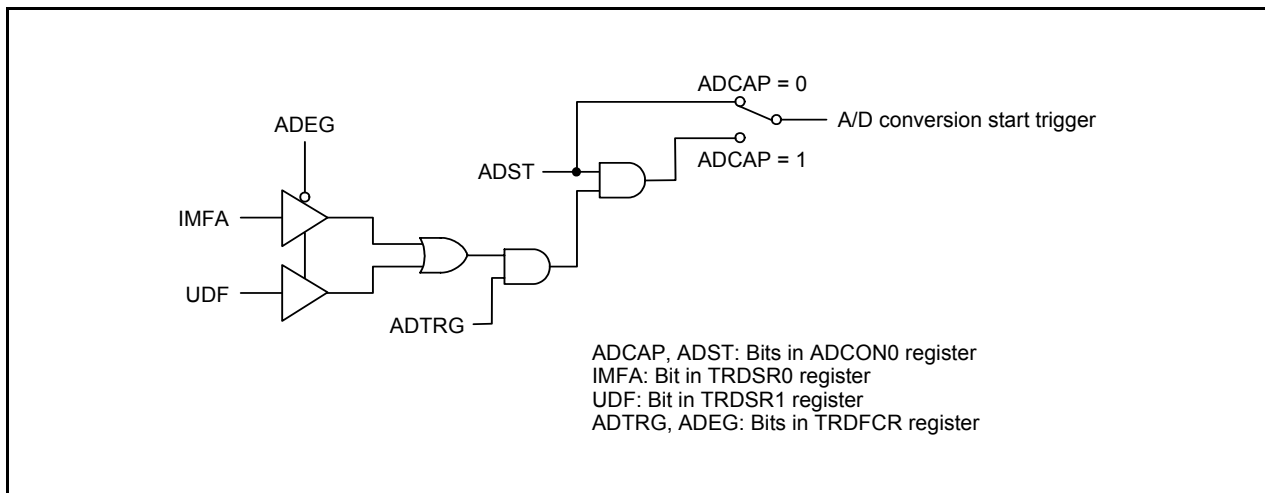 ADCAP = 0
A/D conversion start trigger
ADEG
ADCAP = 1
ADST
IMFA
UDF
ADTRG
ADCAP, ADST: Bits in ADCON0 register
IMFA: Bit in TRDSR0 register
UDF: Bit in TRDSR1 register
ADTRG, ADEG: Bits in TRDFCR register